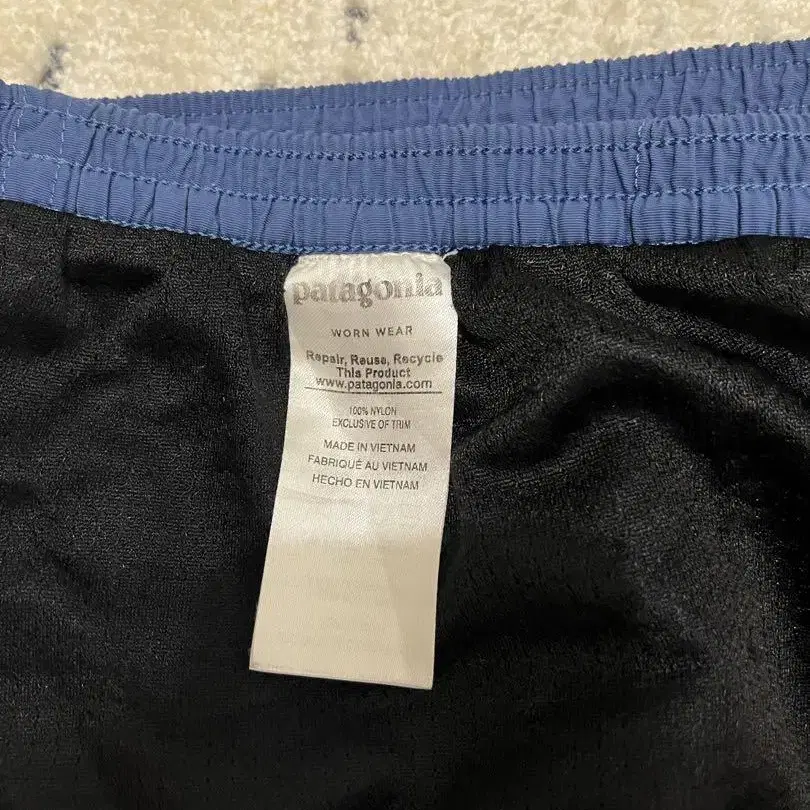 patagonia
WORN WEAR
Repair, Reuse, Recycle
This Product
www.patagonia.com
100% NYLON
EXCLUSIVE OF TRIM
MADE IN VIETNAM
FABRIQUÉ AU VIETNAM
HECHO EN VIETNAM